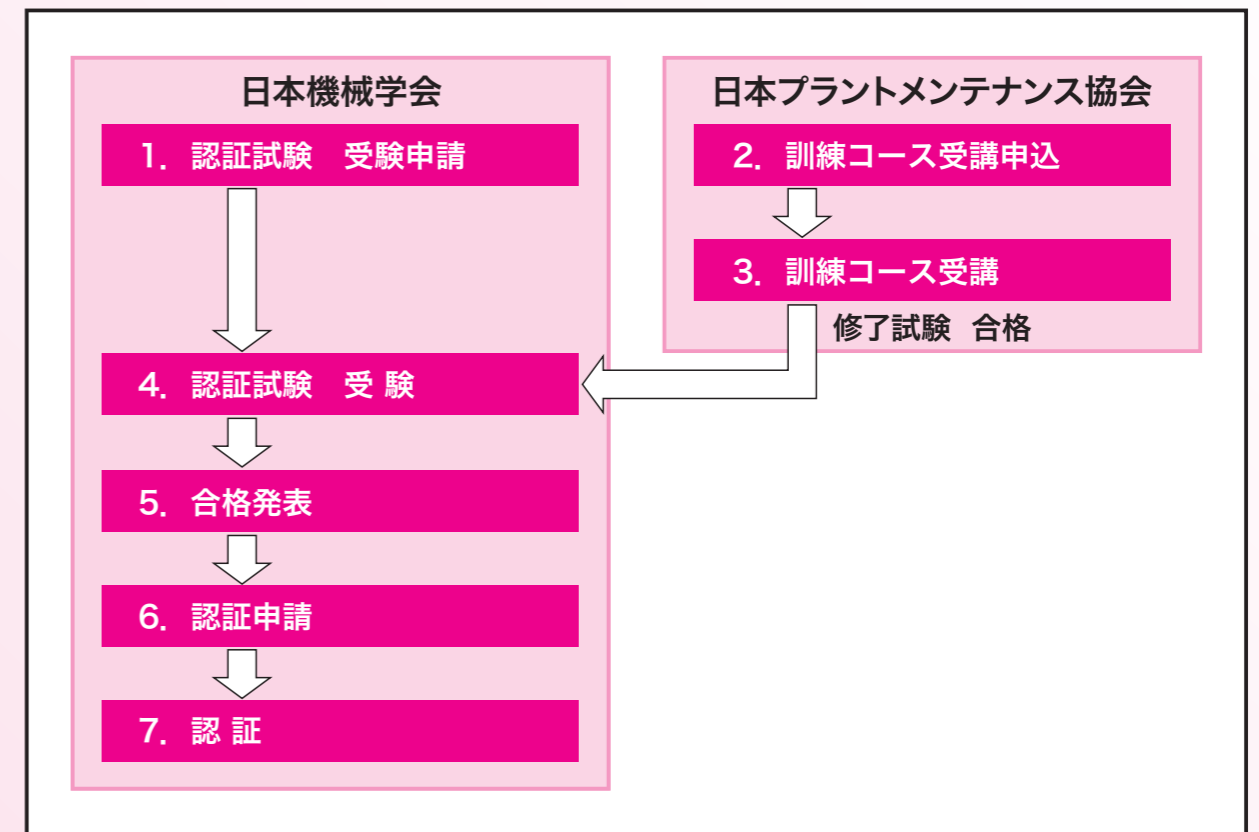 日本機械学会
1. 認証試験 受験申請
4. 認証試験 受 験
5. 合格発表
6. 認証申請
7. 認 証
日本プラントメンテナンス協会
2. 訓練コース受講申込
3. 訓練コース受講
修了試験 合格